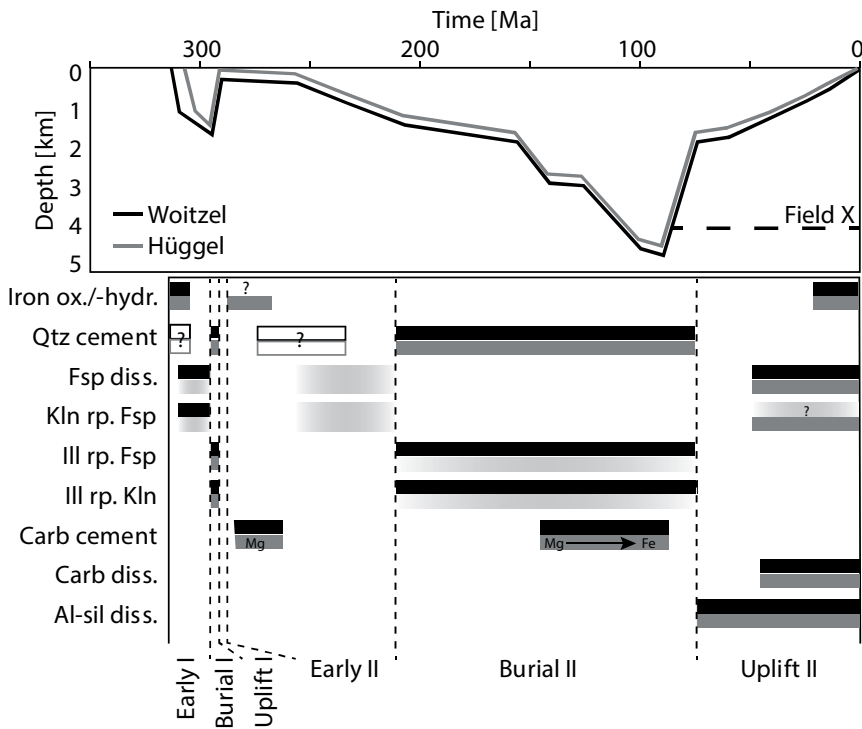 Time [Ma]
300 200 100 0
Depth [km]
0
1
2
3
4
5
Woitzel
Hüggel
Field X
Iron ox./-hydr.
?
Qtz cement
? ?
Fsp diss.
Kln rp. Fsp
?
Ill rp. Fsp
Ill rp. Kln
Carb cement
Mg Mg Fe
Carb diss.
Al-sil diss.
Early I
Burial I
Uplift I
Early II
Burial II
Uplift II